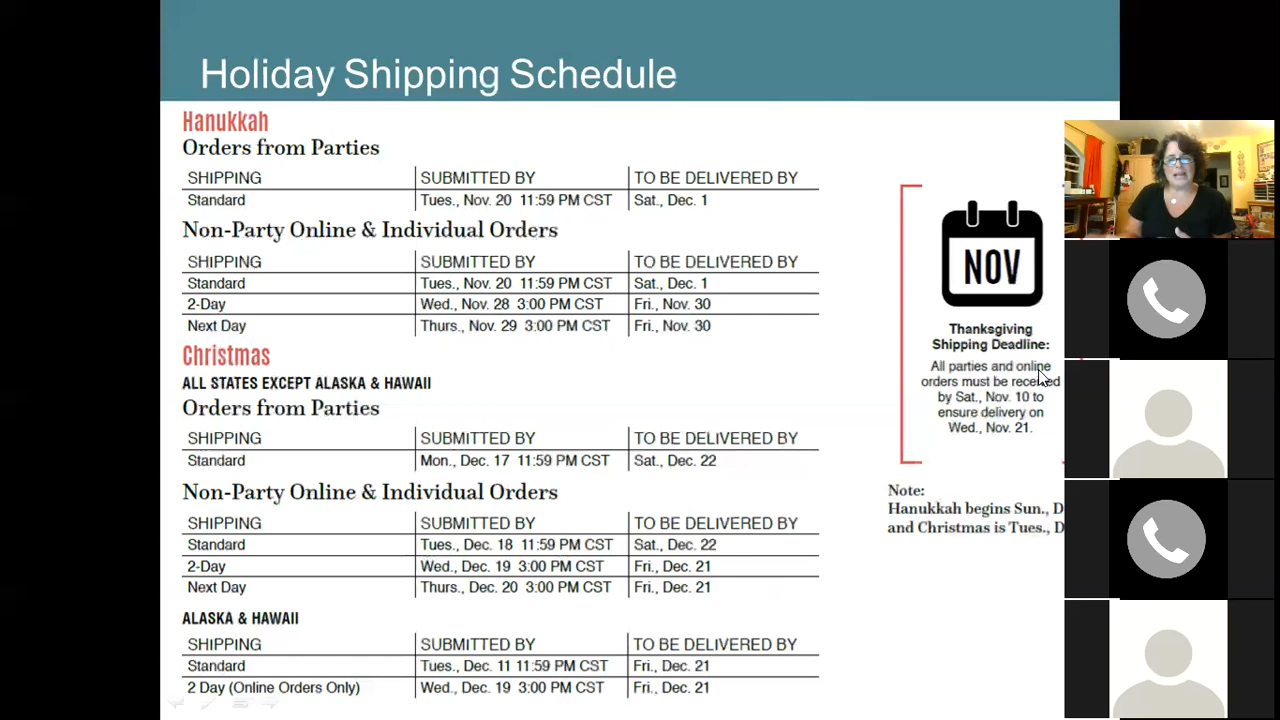 Holiday Shipping Schedule
Hanukkah
Orders from Parties
SHIPPING SUBMITTED BY TO BE DELIVERED BY
Standard Tues., Nov. 20 11:59 PM CST Sat., Dec. 1
Non-Party Online & Individual Orders
SHIPPING SUBMITTED BY TO BE DELIVERED BY
Standard Tues., Nov. 20 11:59 PM CST Sat., Dec. 1
2-Day Wed., Nov. 28 3:00 PM CST Fri., Nov. 30
Next Day Thurs., Nov. 29 3:00 PM CST Fri., Nov. 30
Christmas
ALL STATES EXCEPT ALASKA & HAWAII
Orders from Parties
SHIPPING SUBMITTED BY TO BE DELIVERED BY
Standard Mon., Dec. 17 11:59 PM CST Sat., Dec. 22
Non-Party Online & Individual Orders
SHIPPING SUBMITTED BY TO BE DELIVERED BY
Standard Tues., Dec. 18 11:59 PM CST Sat., Dec. 22
2-Day Wed., Dec. 19 3:00 PM CST Fri., Dec. 21
Next Day Thurs., Dec. 20 3:00 PM CST Fri., Dec. 21
ALASKA & HAWAII
SHIPPING SUBMITTED BY TO BE DELIVERED BY
Standard Tues., Dec. 11 11:59 PM CST Fri., Dec. 21
2 Day (Online Orders Only) Wed., Dec. 19 3:00 PM CST Fri., Dec. 21
NOV
Thanksgiving
Shipping Deadline:
All parties and online
orders must be received
by Sat., Nov. 10 to
ensure delivery on
Wed., Nov. 21.
Note:
Hanukkah begins Sun., D
and Christmas is Tues., D